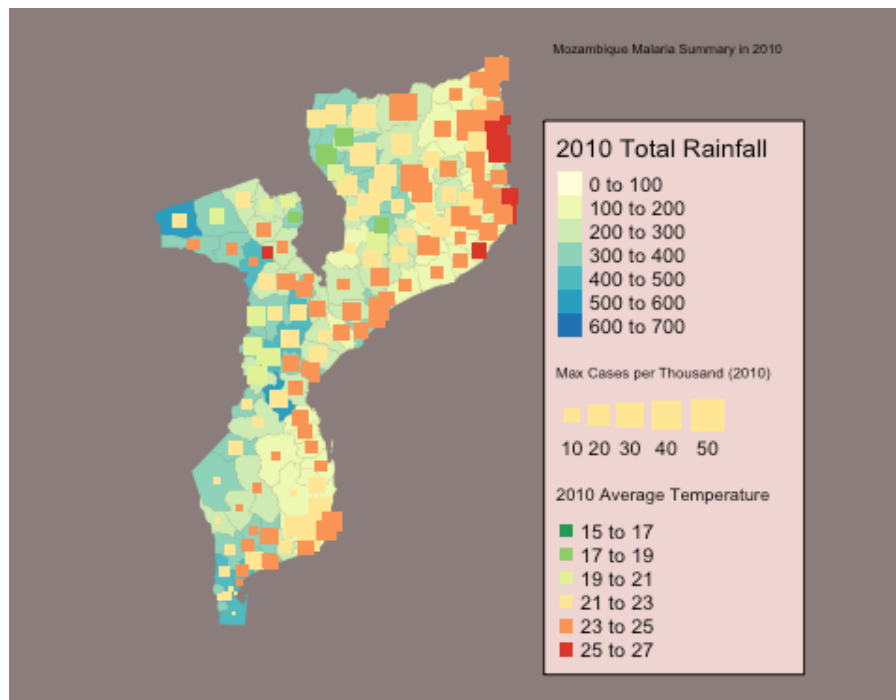 Mozambique Malaria Summary in 2010
2010 Total Rainfall
0 to 100
100 to 200
200 to 300
300 to 400
400 to 500
500 to 600
600 to 700
Max Cases per Thousand (2010)
10 20 30 40 50
2010 Average Temperature
15 to 17
17 to 19
19 to 21
21 to 23
23 to 25
25 to 27